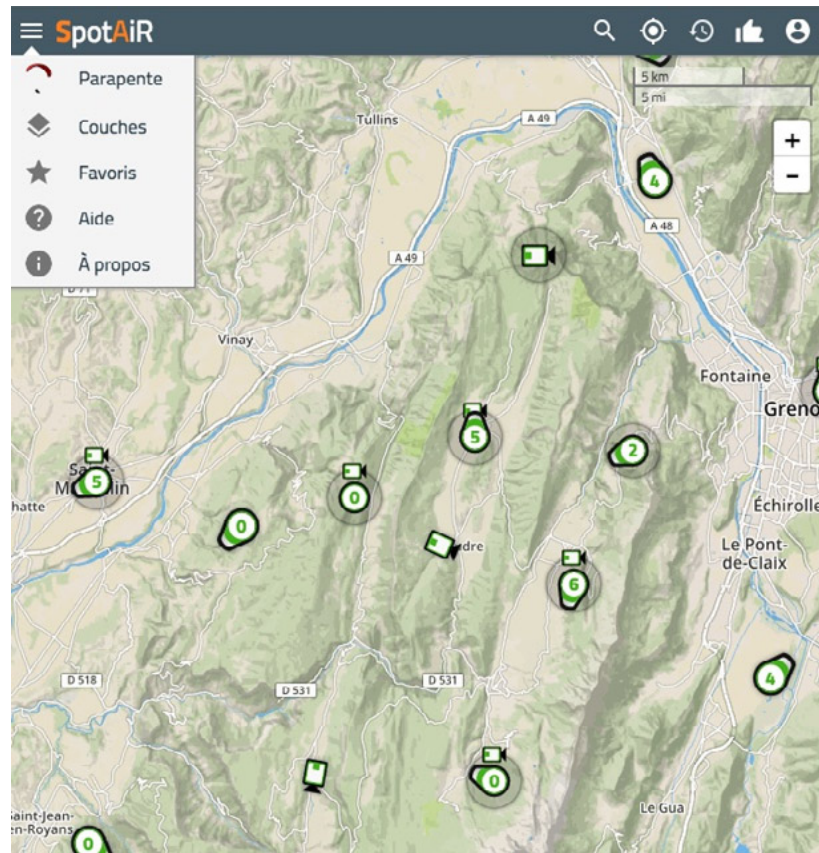 SpotAiR
Parapente
Couches
Favoris
Aide
À propos
5 km
5 mi
+
-
Tullins
A 49
4
A 48
A 49
Vinay
Fontaine
Greno
5
2
Saint-
5
0
hatte
0
Échirolle
Le Pont-
de-Claix
6
4
D 518
D 531
D 531
0
Le Gua
Saint-Jean-
en-Royans
0